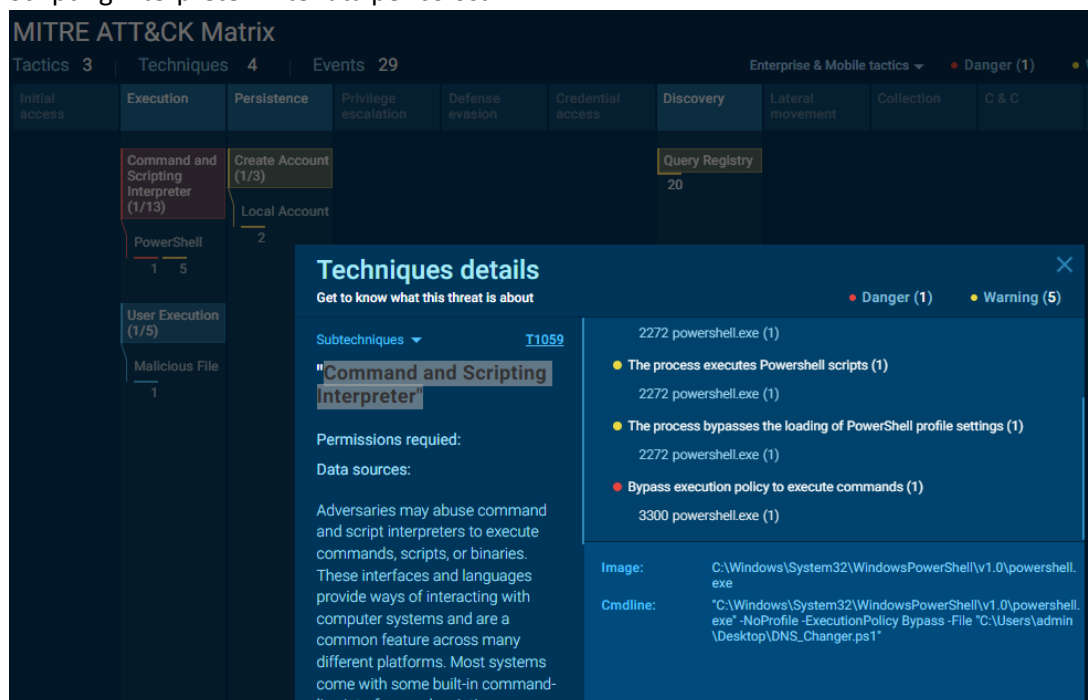 MITRE ATT&CK Matrix
Tactics 3 | Techniques 4 | Events 29
Enterprise & Mobile tactics
Danger (1)
Initial access
Execution
Persistence
Privilege escalation
Defense evasion
Credential access
Discovery
Lateral movement
Collection
C & C
Command and
Scripting
Interpreter
(1/13)
PowerShell
1 5
User Execution
(1/5)
Malicious File
1
Create Account
(1/3)
Local Account
2
Query Registry
20
Techniques details
Get to know what this threat is about
Danger (1)
Warning (5)
Subtechniques
T1059
"Command and Scripting
Interpreter"
Permissions requied:
Data sources:
Adversaries may abuse command
and script interpreters to execute
commands, scripts, or binaries.
These interfaces and languages
provide ways of interacting with
computer systems and are a
common feature across many
different platforms. Most systems
come with some built-in command-
2272 powershell.exe (1)
The process executes Powershell scripts (1)
2272 powershell.exe (1)
The process bypasses the loading of PowerShell profile settings (1)
2272 powershell.exe (1)
Bypass execution policy to execute commands (1)
3300 powershell.exe (1)
Image: C:\Windows\System32\WindowsPowerShell\v1.0\powershell.
exe
Cmdline: "C:\Windows\System32\WindowsPowerShell\v1.0\powershell.
exe" -NoProfile -ExecutionPolicy Bypass -File "C:\Users\admin
\Desktop\DNS_Changer.ps1"